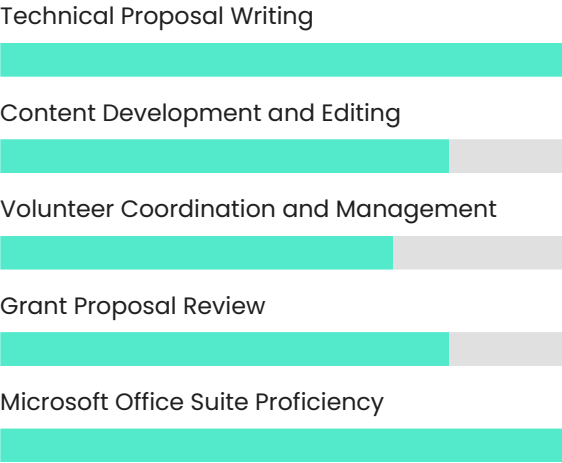 Technical Proposal Writing
Content Development and Editing
Volunteer Coordination and Management
Grant Proposal Review
Microsoft Office Suite Proficiency